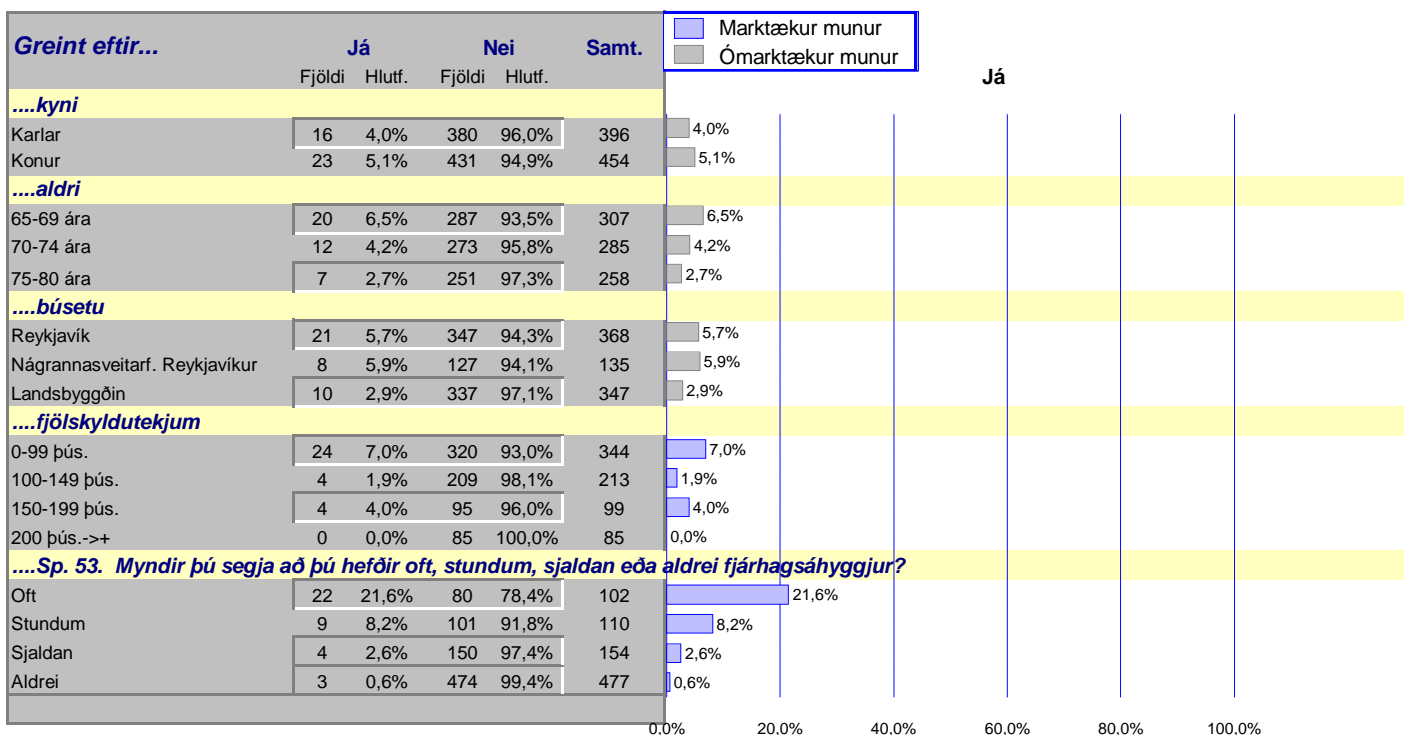 Greint eftir... Já Nei Samt.
Fjöldi Hlutf. Fjöldi Hlutf.
Marktækur munur
Ómarktækur munur
Já
....kyni
Karlar 16 4,0% 380 96,0% 396 4,0%
Konur 23 5,1% 431 94,9% 454 5,1%
....aldri
65-69 ára 20 6,5% 287 93,5% 307 6,5%
70-74 ára 12 4,2% 273 95,8% 285 4,2%
75-80 ára 7 2,7% 251 97,3% 258 2,7%
....búsetu
Reykjavík 21 5,7% 347 94,3% 368 5,7%
Nágrannasveitarf. Reykjavíkur 8 5,9% 127 94,1% 135 5,9%
Landsbyggðin 10 2,9% 337 97,1% 347 2,9%
....fjölskyldutekjum
0-99 þús. 24 7,0% 320 93,0% 344 7,0%
100-149 þús. 4 1,9% 209 98,1% 213 1,9%
150-199 þús. 4 4,0% 95 96,0% 99 4,0%
200 þús.->+ 0 0,0% 85 100,0% 85 0,0%
....Sp. 53. Myndir þú segja að þú hefðir oft, stundum, sjaldan eða aldrei fjárhagsáhyggjur?
Oft 22 21,6% 80 78,4% 102 21,6%
Stundum 9 8,2% 101 91,8% 110 8,2%
Sjaldan 4 2,6% 150 97,4% 154 2,6%
Aldrei 3 0,6% 474 99,4% 477 0,6%
0.0% 20.0% 40.0% 60.0% 80.0% 100.0%